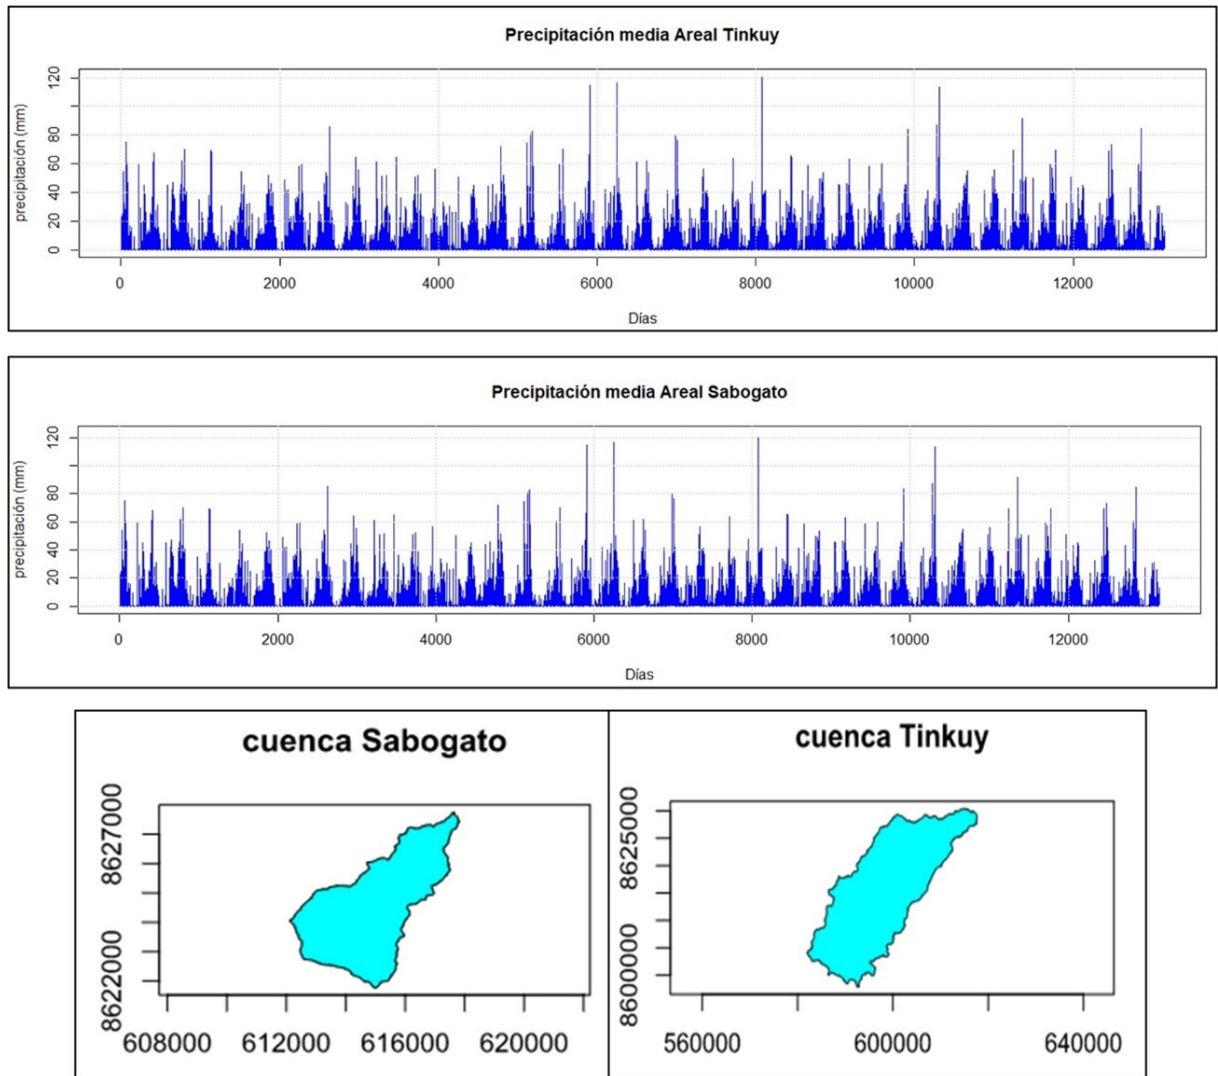 Precipitación media Areal Tinkuy
precipitación (mm)
120
80
60
40
20
0
0 2000 4000 6000 8000 10000 12000
Días
Precipitación media Areal Sabogato
precipitación (mm)
120
80
60
40
20
0
0 2000 4000 6000 8000 10000 12000
Días
cuenca Sabogato
8627000
8622000
608000 612000 616000 620000
cuenca Tinkuy
8625000
8600000
560000 600000 640000